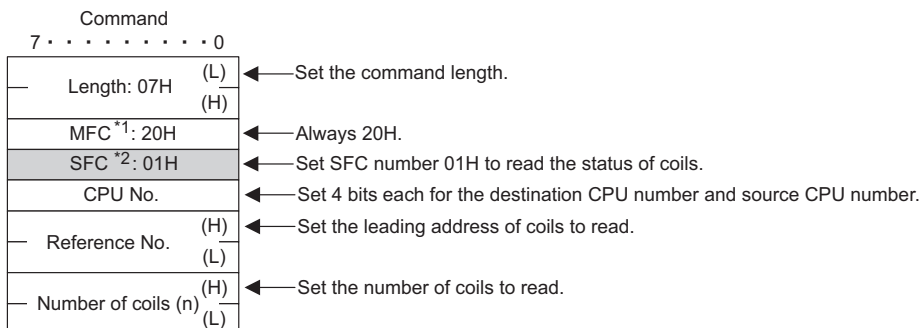 Command
7 · · · · · · · · · 0
Length: 07H (L) Set the command length.
(H)
MFC *1: 20H Always 20H.
SFC *2: 01H Set SFC number 01H to read the status of coils.
CPU No. Set 4 bits each for the destination CPU number and source CPU number.
Reference No. (H) Set the leading address of coils to read.
(L)
Number of coils (n) (H) Set the number of coils to read.
(L)